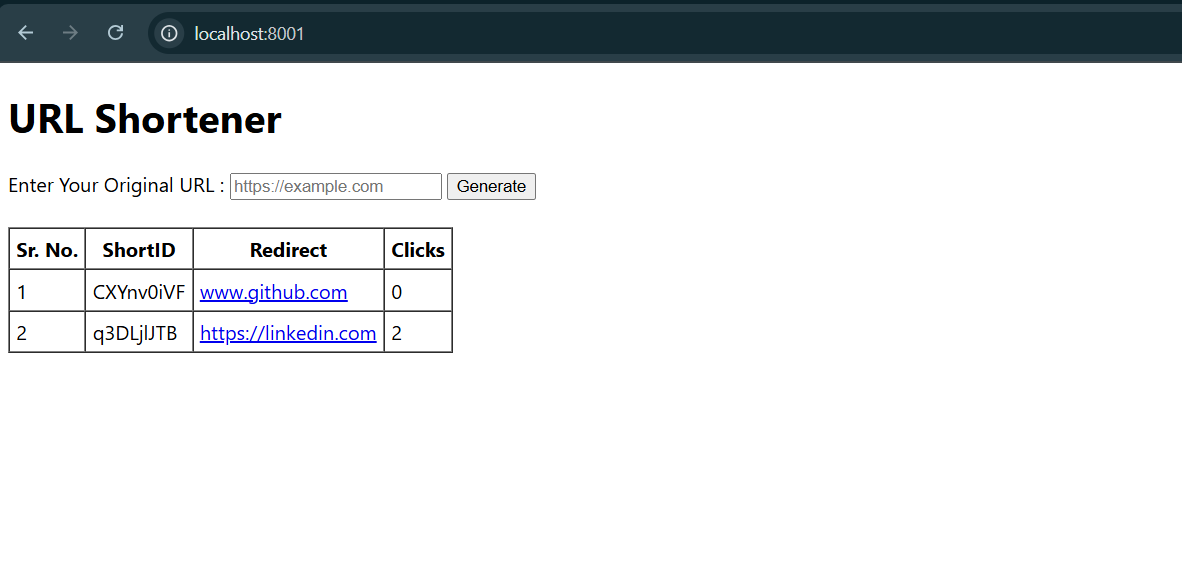 localhost:8001
URL Shortener
Enter Your Original URL : https://example.com Generate
Sr. No. ShortID Redirect Clicks
1 CXYnv0iVF www.github.com 0
2 q3DLjlJTB https://linkedin.com 2